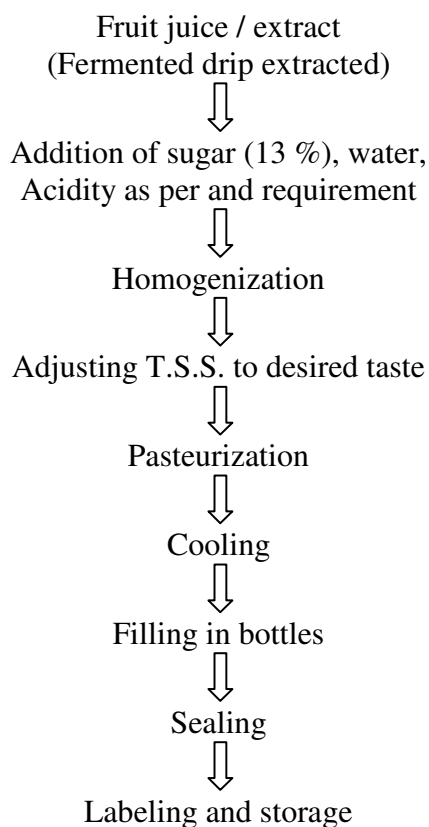 Fruit juice / extract
(Fermented drip extracted)
Addition of sugar (13 %), water,
Acidity as per and requirement
Homogenization
Adjusting T.S.S. to desired taste
Pasteurization
Cooling
Filling in bottles
Sealing
Labeling and storage